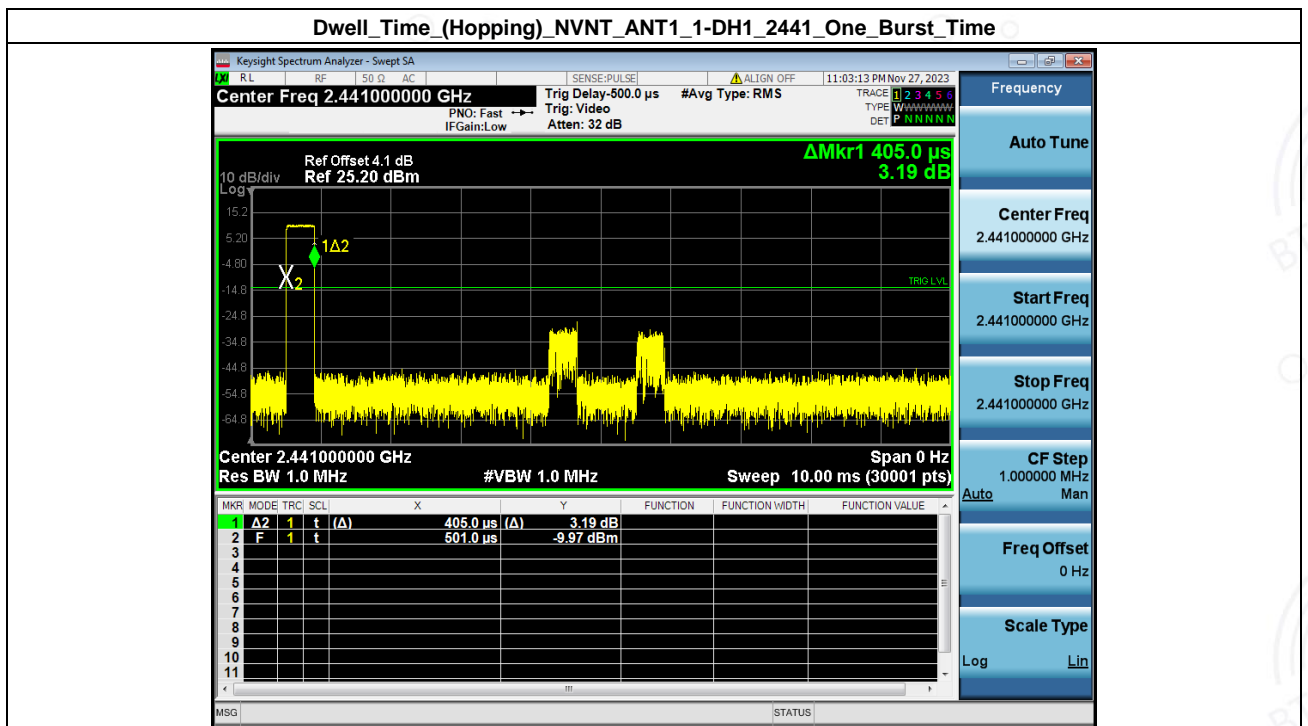 Dwell_Time_(Hopping)_NVNT_ANT1_1-DH1_2441_One_Burst_Time
Keysight Spectrum Analyzer - Swept SA
LXI RL RF 50 Ω AC SENSE:PULSE ALIGN OFF 11:03:13 PM Nov 27, 2023
Center Freq 2.441000000 GHz Trig Delay-500.0 µs #Avg Type: RMS TRACE 1 2 3 4 5 6
PNO: Fast Trig: Video TYPE WWWWWW
IFGain:Low Atten: 32 dB DET P N N N N N
Frequency
Auto Tune
Center Freq
2.441000000 GHz
Start Freq
2.441000000 GHz
Stop Freq
2.441000000 GHz
CF Step
1.000000 MHz
Auto Man
Freq Offset
0 Hz
Scale Type
Log Lin
ΔMkr1 405.0 µs
3.19 dB
Ref Offset 4.1 dB
10 dB/div Ref 25.20 dBm
Log
15.2
5.20
-4.80
-14.8
-24.8
-34.8
-44.8
-54.8
-64.8
1Δ2
X2
TRIG LVL
Center 2.441000000 GHz Span 0 Hz
Res BW 1.0 MHz #VBW 1.0 MHz Sweep 10.00 ms (30001 pts)
MKR MODE TRC SCL X Y FUNCTION FUNCTION WIDTH FUNCTION VALUE
1 Δ2 1 t (Δ) 405.0 µs (Δ) 3.19 dB
2 F 1 t 501.0 µs -9.97 dBm
3
4
5
6
7
8
9
10
11
MSG STATUS